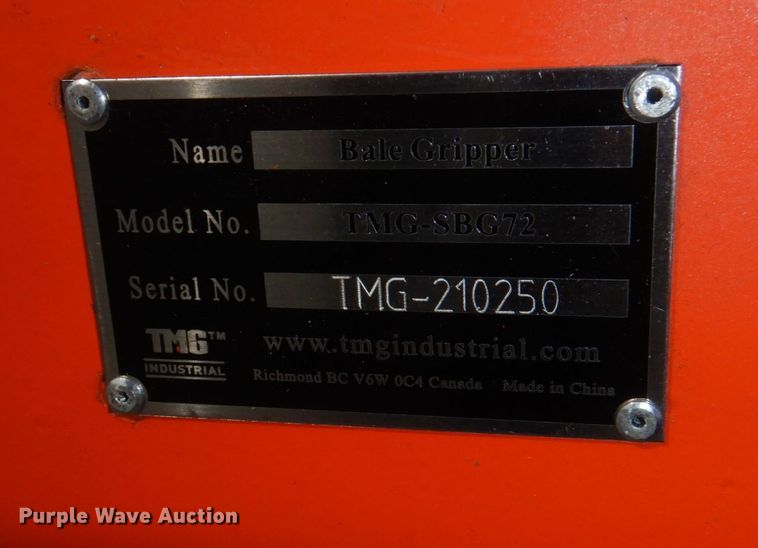 Name Bale Gripper
Model No. TMG-SBG72
Serial No. TMG-210250
TMG™
INDUSTRIAL
www.tmgindustrial.com
Richmond BC V6W 0C4 Canada Made in China
Purple Wave Auction